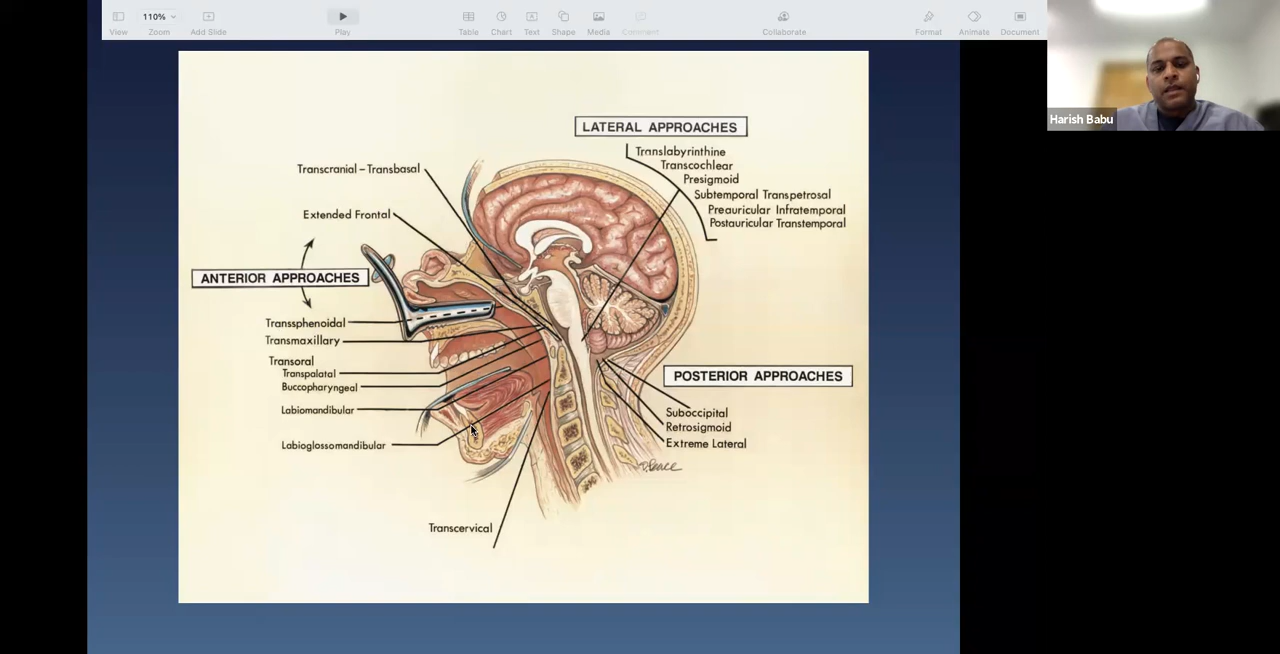 110%
View
Zoom
Add Slide
Play
Table
Chart
Text
Shape
Media
Comment
Collaborate
Format
Animate
Document
Harish Babu
LATERAL APPROACHES
Translabyrinthine
Transcochlear
Presigmoid
Subtemporal Transpetrosal
Preauricular Infratemporal
Postauricular Transtemporal
Transcranial – Transbasal
Extended Frontal
ANTERIOR APPROACHES
Transsphenoidal
Transmaxillary
Transoral
Transpalatal
Buccopharyngeal
Labiomandibular
Labioglossomandibular
Transcervical
POSTERIOR APPROACHES
Suboccipital
Retrosigmoid
Extreme Lateral